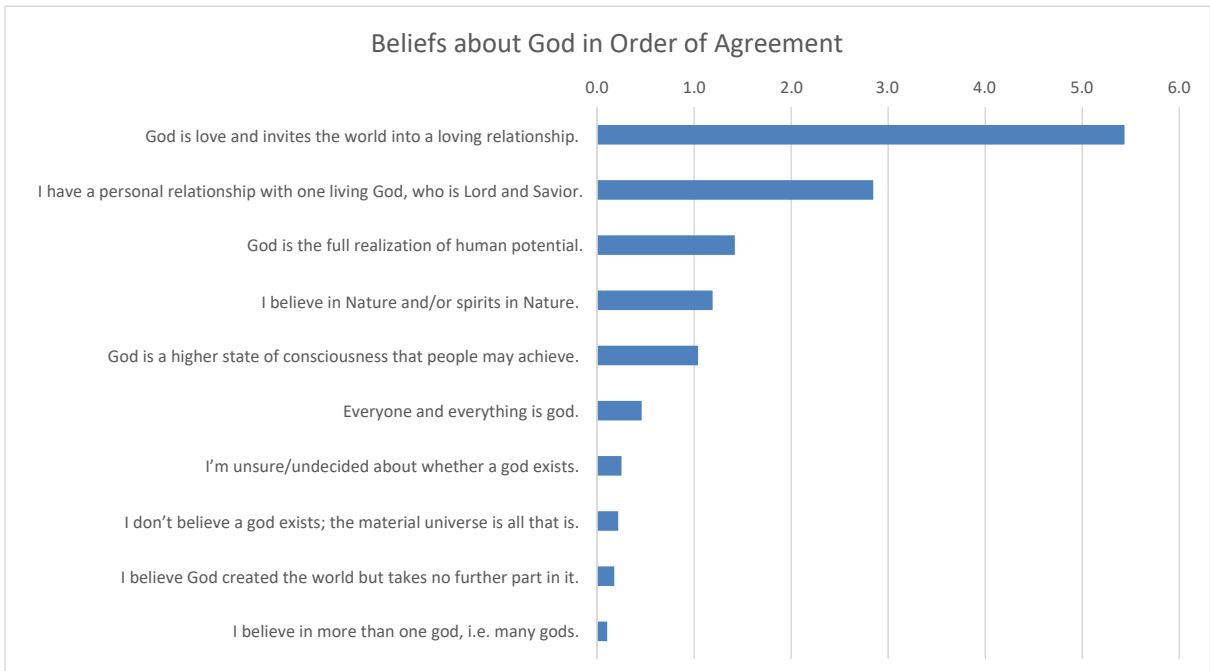 Beliefs about God in Order of Agreement
0.0 1.0 2.0 3.0 4.0 5.0 6.0
God is love and invites the world into a loving relationship.
I have a personal relationship with one living God, who is Lord and Savior.
God is the full realization of human potential.
I believe in Nature and/or spirits in Nature.
God is a higher state of consciousness that people may achieve.
Everyone and everything is god.
I’m unsure/undecided about whether a god exists.
I don’t believe a god exists; the material universe is all that is.
I believe God created the world but takes no further part in it.
I believe in more than one god, i.e. many gods.